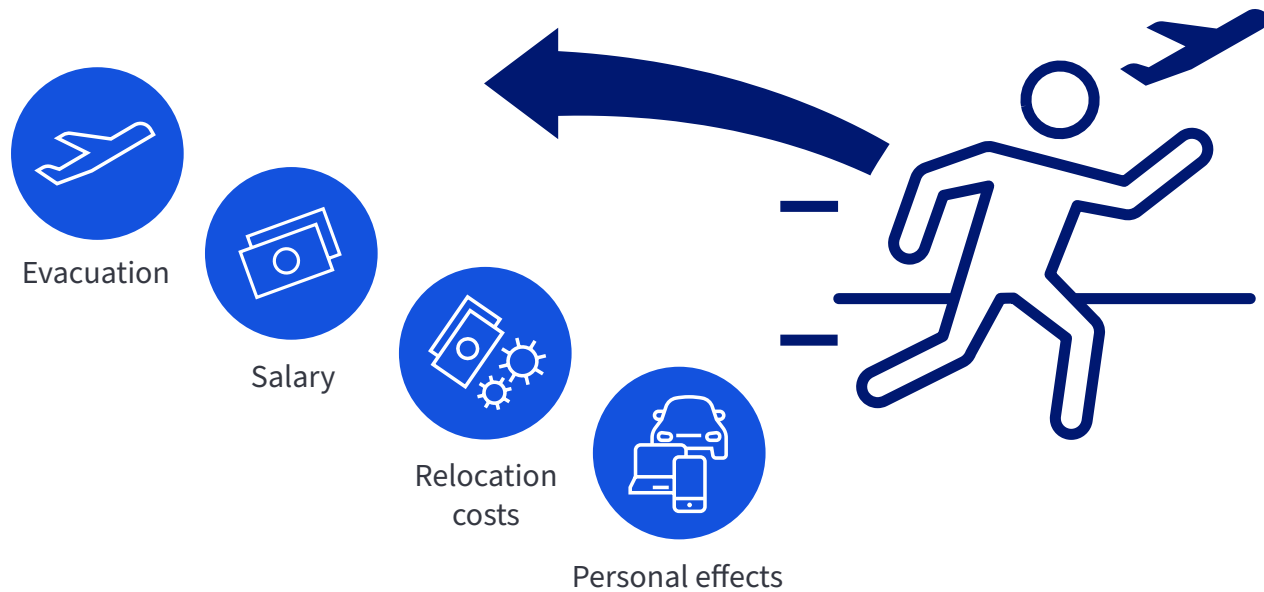 Evacuation
Salary
Relocation
costs
Personal effects